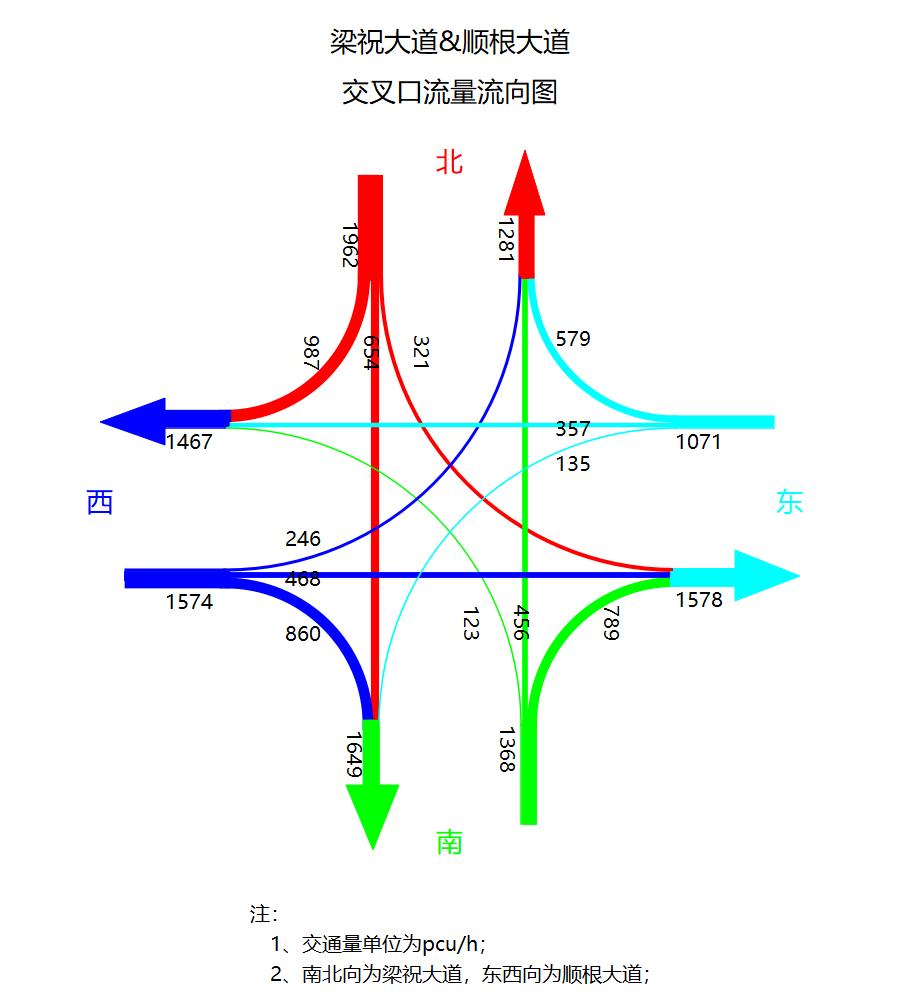 梁祝大道&顺根大道
交叉口流量流向图
北
1962
1281
987
654
321
579
1467
357
1071
135
西
东
246
468
1574
1578
860
123
456
789
1649
1368
南
注：
1、交通量单位为pcu/h；
2、南北向为梁祝大道，东西向为顺根大道；